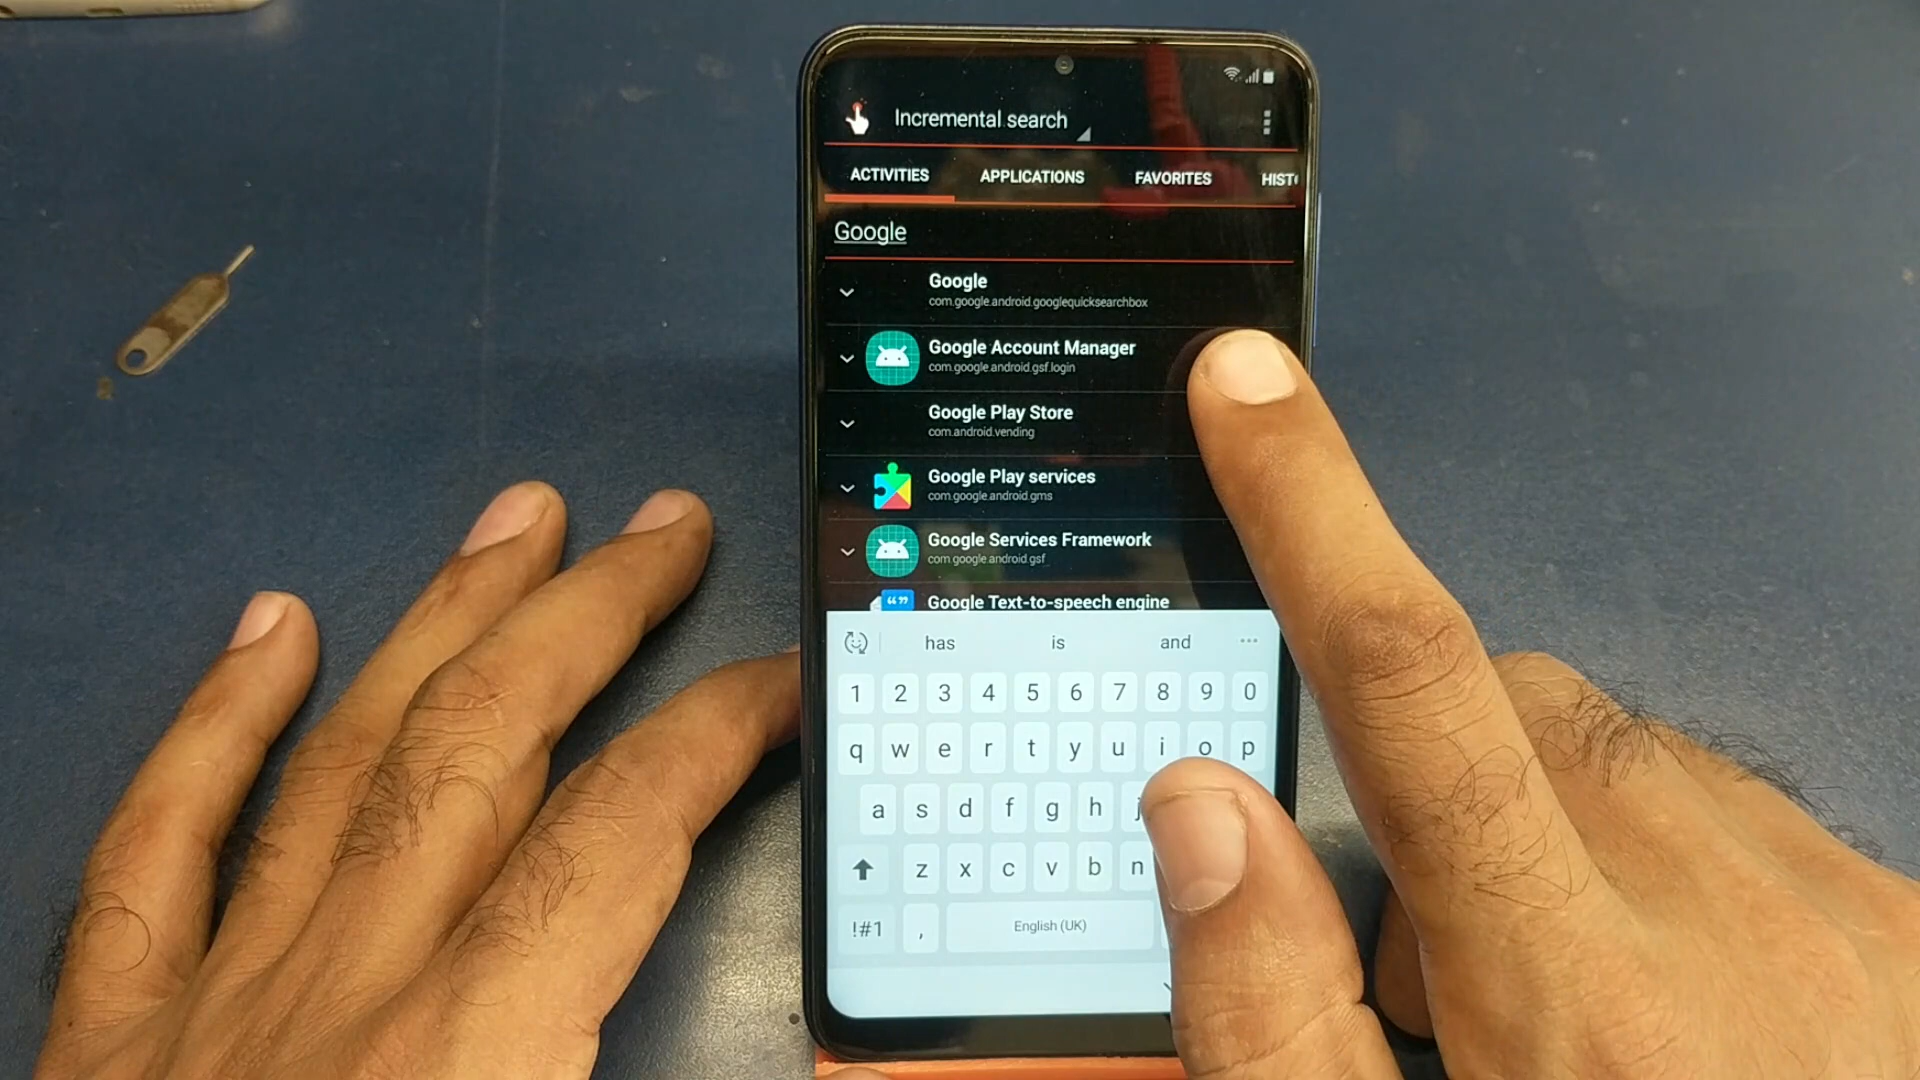 Incremental search
ACTIVITIES APPLICATIONS FAVORITES HIST
Google
Google
com.google.android.googlequicksearchbox
Google Account Manager
com.google.android.gsf.login
Google Play Store
com.android.vending
Google Play services
com.google.android.gms
Google Services Framework
com.google.android.gsf
Google Text-to-speech engine
has is and
1 2 3 4 5 6 7 8 9 0
q w e r t y u i o p
a s d f g h j
z x c v b n
!#1 , English (UK)